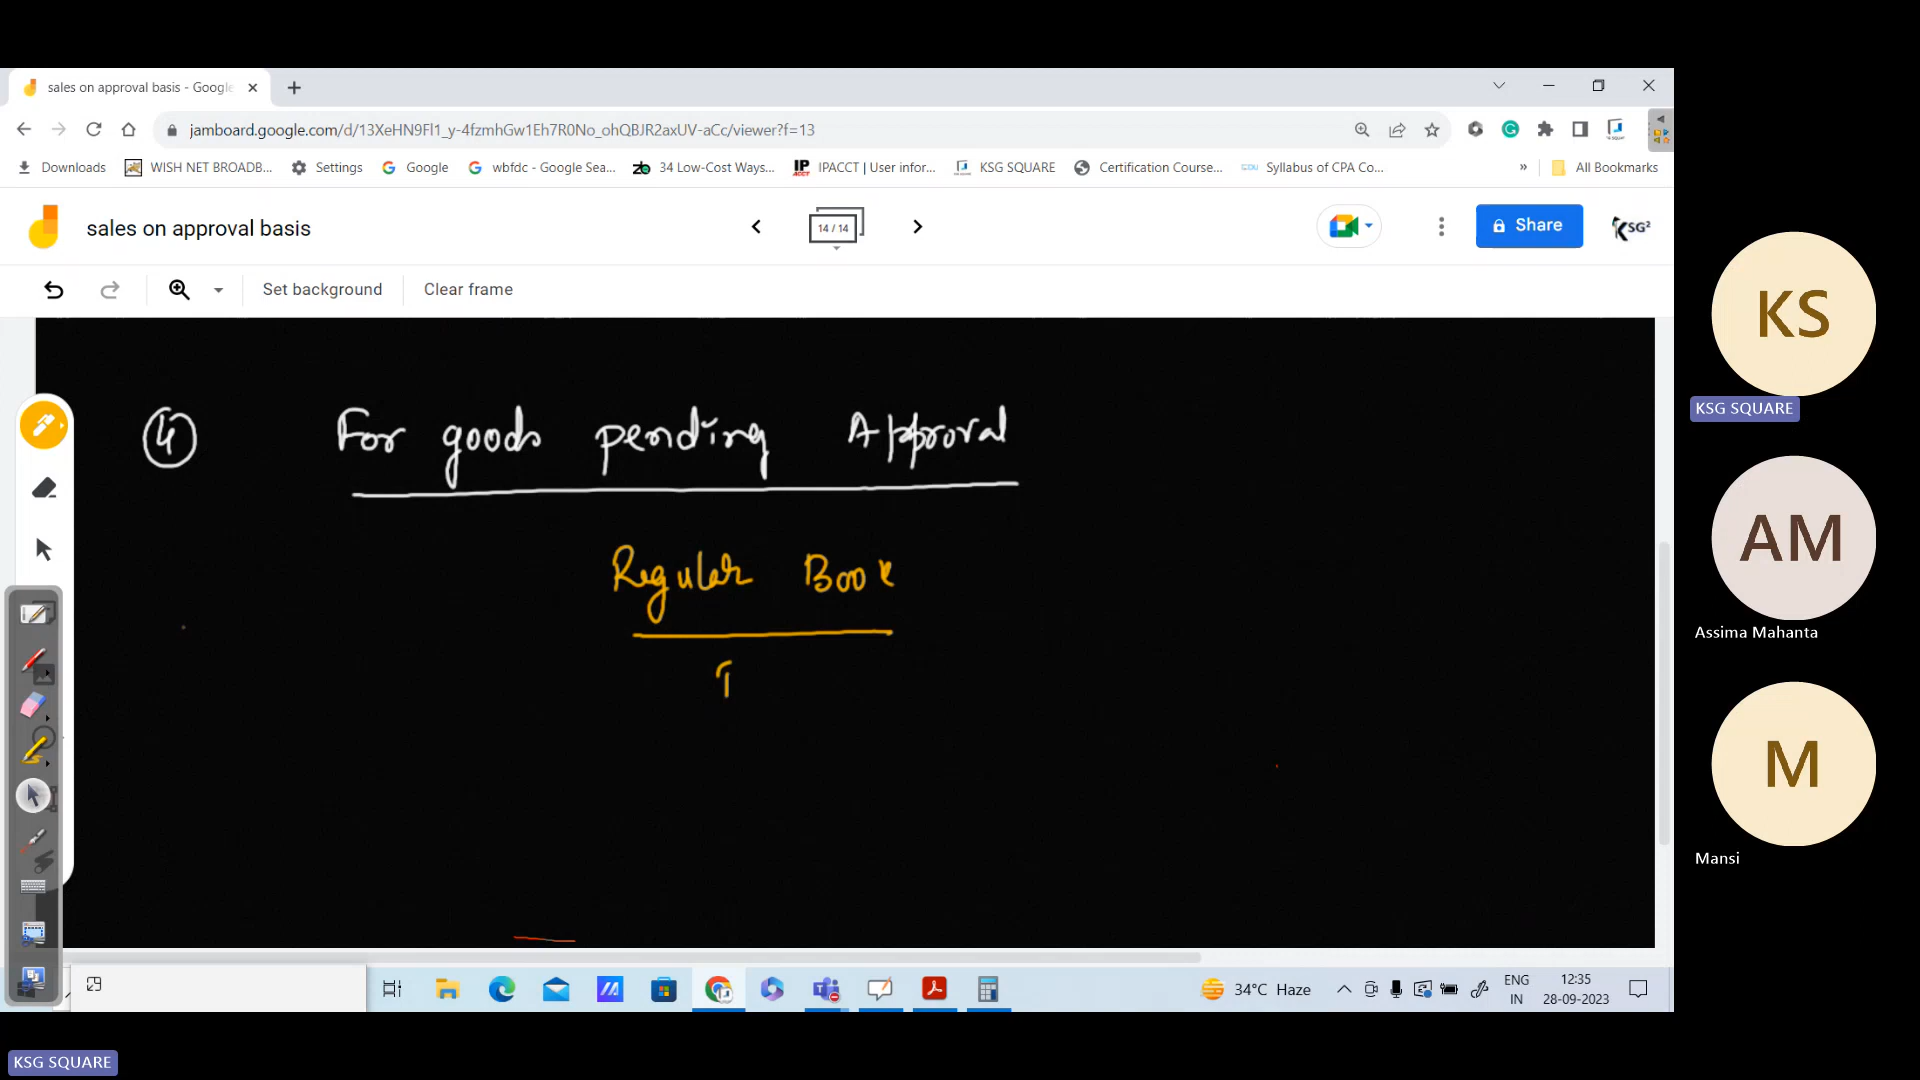 sales on approval basis - Google
jamboard.google.com/d/13XeHN9Fl1_y-4fzmhGw1Eh7R0No_ohQBJR2axUV-aCc/viewer?f=13
Downloads WISH NET BROADB... Settings Google wbfdc - Google Sea... 34 Low-Cost Ways... IPACCT | User infor... KSG SQUARE Certification Course... Syllabus of CPA Co... » All Bookmarks
sales on approval basis 14 / 14 Share KSG²
Set background Clear frame
4 For goods pending Approval
Regular Book
KS
KSG SQUARE
AM
Assima Mahanta
M
Mansi
34°C Haze ENG IN 12:35 28-09-2023
KSG SQUARE